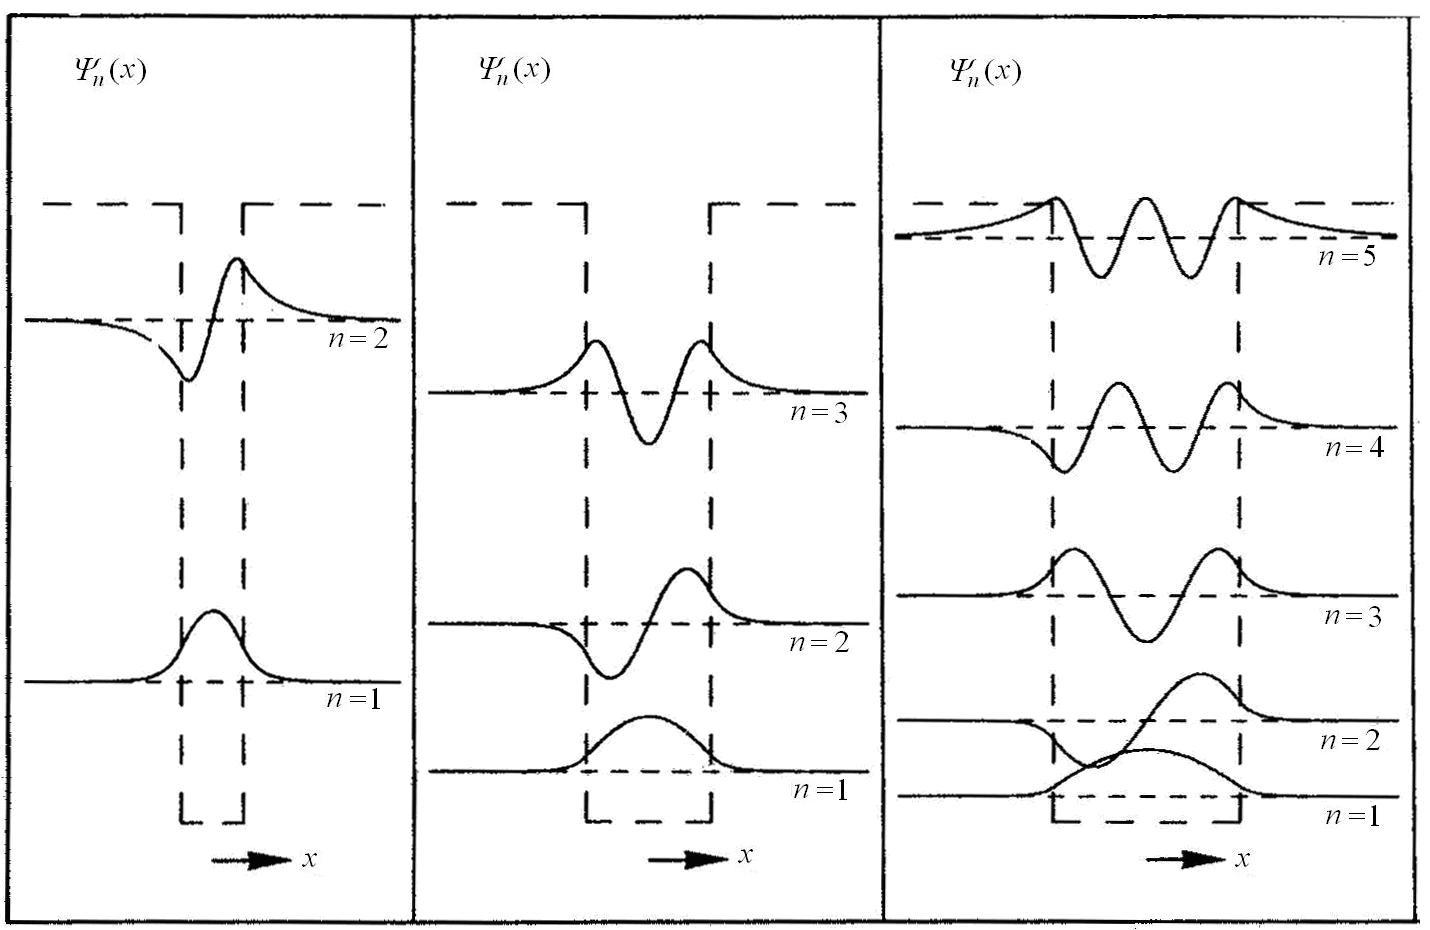 Ψn(x)
n=2
n=1
x
Ψn(x)
n=3
n=2
n=1
x
Ψn(x)
n=5
n=4
n=3
n=2
n=1
x